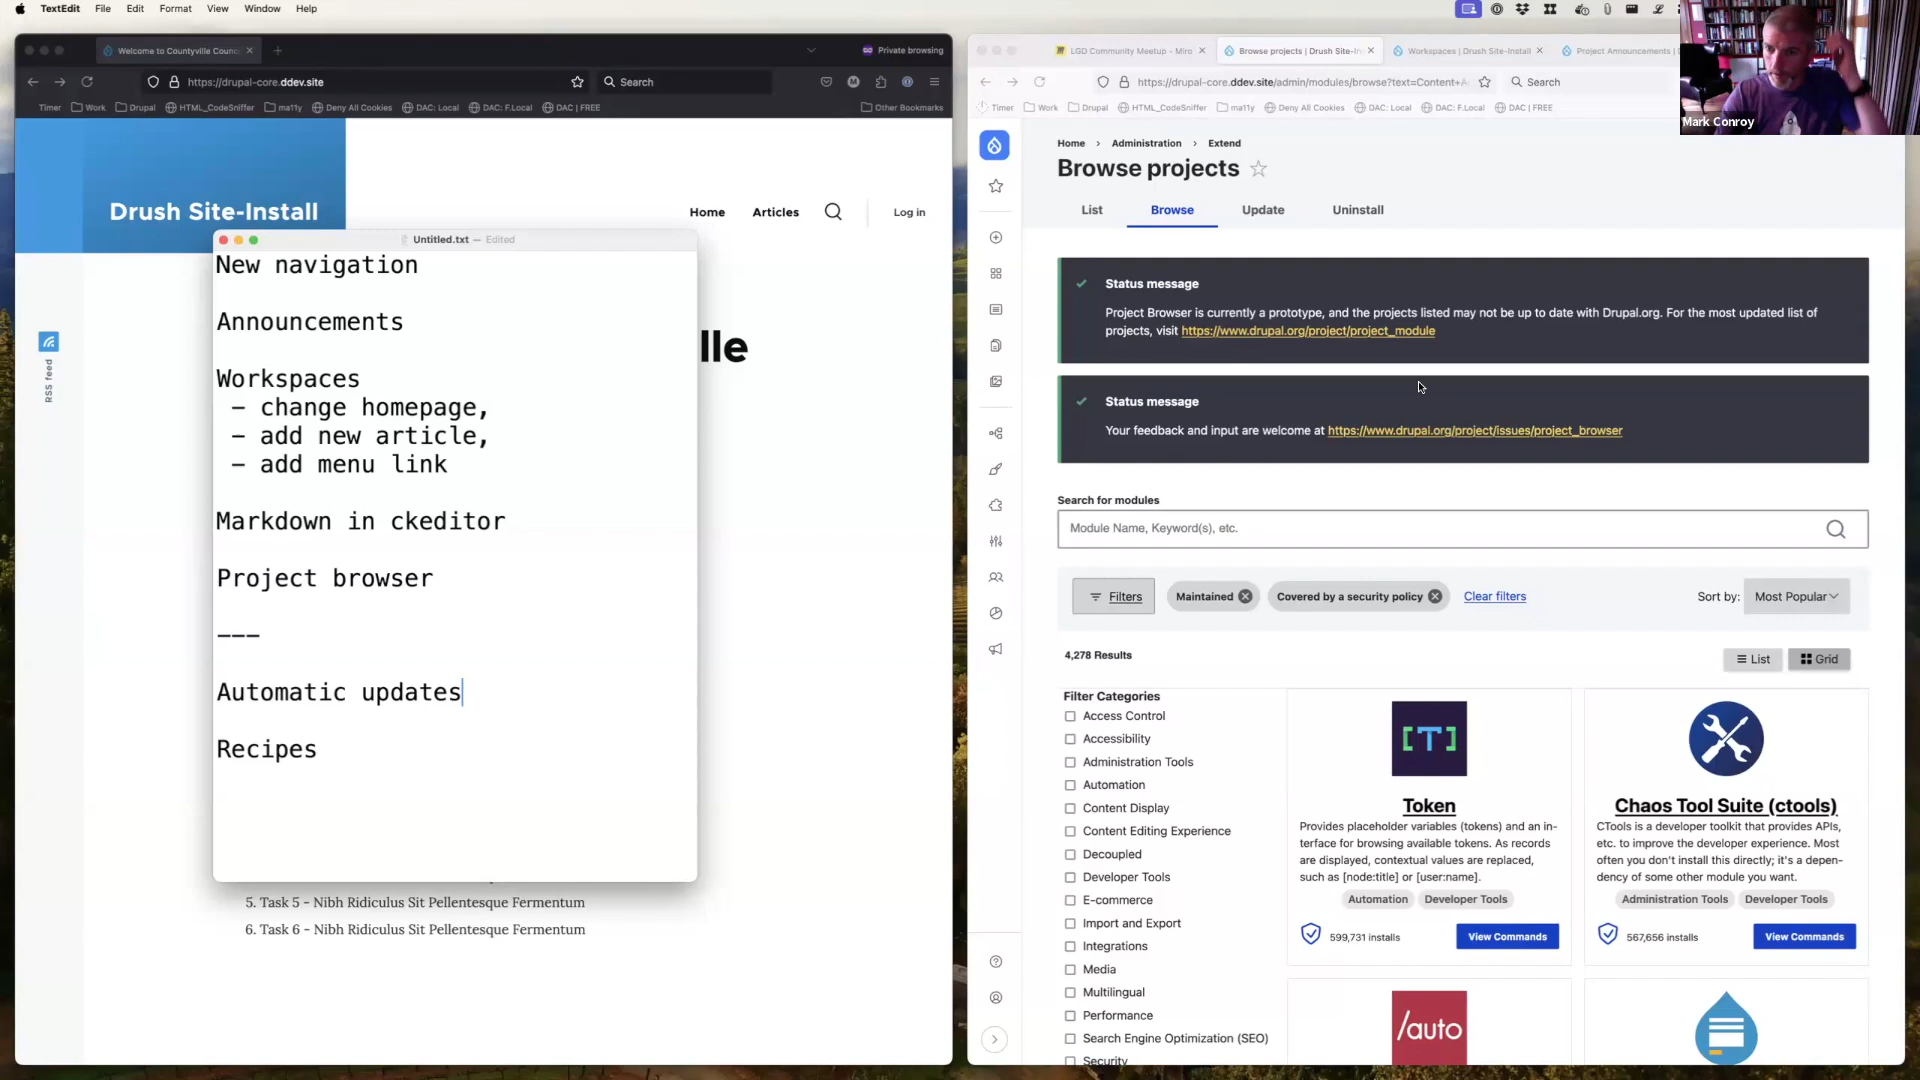 TextEdit File Edit Format View Window Help
Welcome to Countyville Counc
Private browsing
https://drupal-core.ddev.site
Search
Timer Work Drupal HTML_CodeSniffer ma11y Deny All Cookies DAC: Local DAC: F.Local DAC | FREE Other Bookmarks
Drush Site-Install
Home Articles Log in
RSS feed
lle
5. Task 5 - Nibh Ridiculus Sit Pellentesque Fermentum
6. Task 6 - Nibh Ridiculus Sit Pellentesque Fermentum
Untitled.txt — Edited
New navigation
Announcements
Workspaces
- change homepage,
- add new article,
- add menu link
Markdown in ckeditor
Project browser
---
Automatic updates
Recipes
LGD Community Meetup - Miro
Browse projects | Drush Site-In
Workspaces | Drush Site-Install
Project Announcements |
https://drupal-core.ddev.site/admin/modules/browse?text=Content+A
Search
Timer Work Drupal HTML_CodeSniffer ma11y Deny All Cookies DAC: Local DAC: F.Local DAC | FREE
Mark Conroy
Home > Administration > Extend
Browse projects
List Browse Update Uninstall
Status message
Project Browser is currently a prototype, and the projects listed may not be up to date with Drupal.org. For the most updated list of
projects, visit https://www.drupal.org/project/project_module
Status message
Your feedback and input are welcome at https://www.drupal.org/project/issues/project_browser
Search for modules
Module Name, Keyword(s), etc.
Filters Maintained Covered by a security policy Clear filters Sort by: Most Popular
4,278 Results
List Grid
Filter Categories
Access Control
Accessibility
Administration Tools
Automation
Content Display
Content Editing Experience
Decoupled
Developer Tools
E-commerce
Import and Export
Integrations
Media
Multilingual
Performance
Search Engine Optimization (SEO)
Security
[T]
Token
Provides placeholder variables (tokens) and an in-
terface for browsing available tokens. As records
are displayed, contextual values are replaced,
such as [node:title] or [user:name].
Automation Developer Tools
599,731 installs View Commands
Chaos Tool Suite (ctools)
CTools is a developer toolkit that provides APIs,
etc. to improve the developer experience. Most
often you don't install this directly; it's a depen-
dency of some other module you want.
Administration Tools Developer Tools
567,656 installs View Commands
/auto